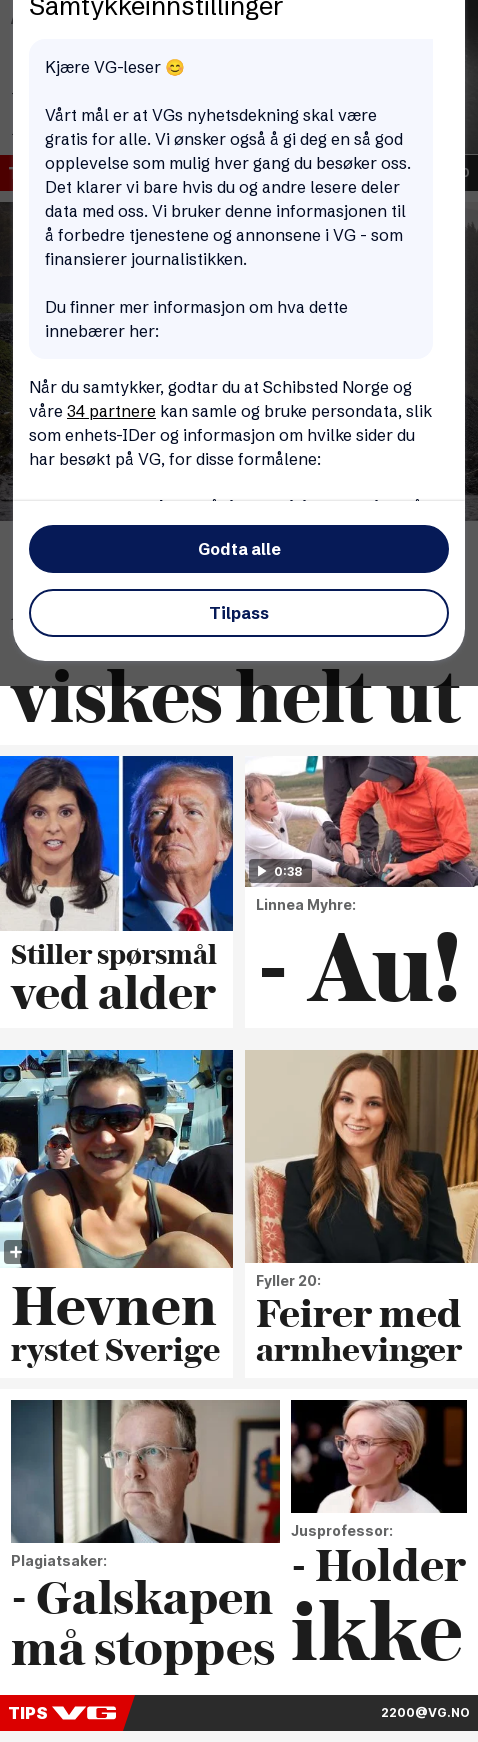 Samtykkeinnstillinger
Kjære VG-leser 😊
Vårt mål er at VGs nyhetsdekning skal være
gratis for alle. Vi ønsker også å gi deg en så god
opplevelse som mulig hver gang du besøker oss.
Det klarer vi bare hvis du og andre lesere deler
data med oss. Vi bruker denne informasjonen til
å forbedre tjenestene og annonsene i VG - som
finansierer journalistikken.
Du finner mer informasjon om hva dette
innebærer her:
Når du samtykker, godtar du at Schibsted Norge og
våre 34 partnere kan samle og bruke persondata, slik
som enhets-IDer og informasjon om hvilke sider du
har besøkt på VG, for disse formålene:
Godta alle
Tilpass
viskes helt ut
Stiller spørsmål
ved alder
0:38
Linnea Myhre:
- Au!
Hevnen
rystet Sverige
Fyller 20:
Feirer med
armhevinger
Plagiatsaker:
- Galskapen
må stoppes
Jusprofessor:
- Holder
ikke
TIPS VG
2200@VG.NO